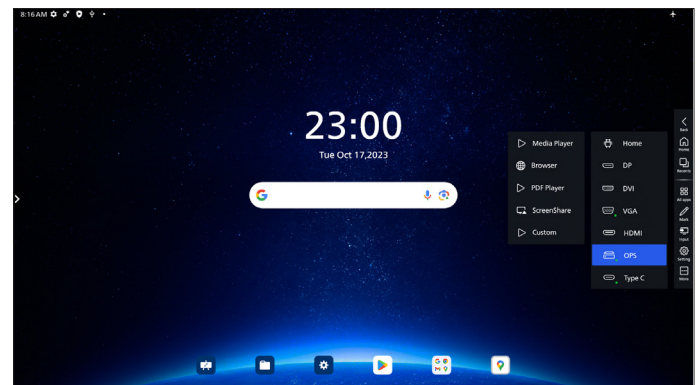 8:16 AM
23:00
Tue Oct 17,2023
Media Player
Browser
PDF Player
ScreenShare
Custom
Home
DP
DVI
VGA
HDMI
OPS
Type C
Back
Home
Recents
All apps
Mark
Input
Setting
More